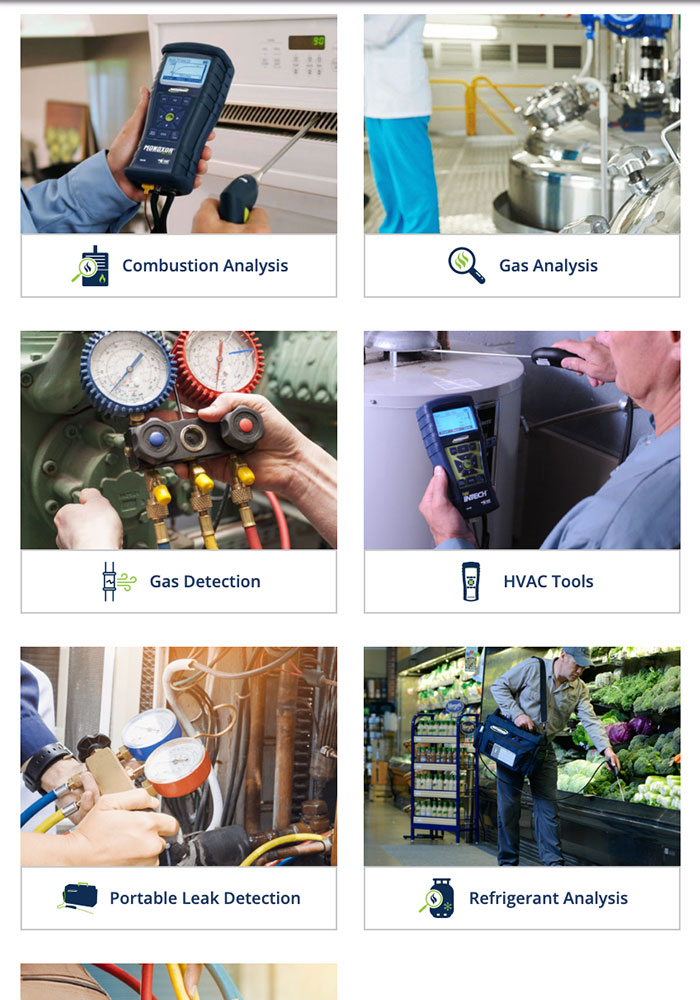 MONOXOR
Combustion Analysis
Gas Analysis
INTECH
Gas Detection
HVAC Tools
Portable Leak Detection
Refrigerant Analysis